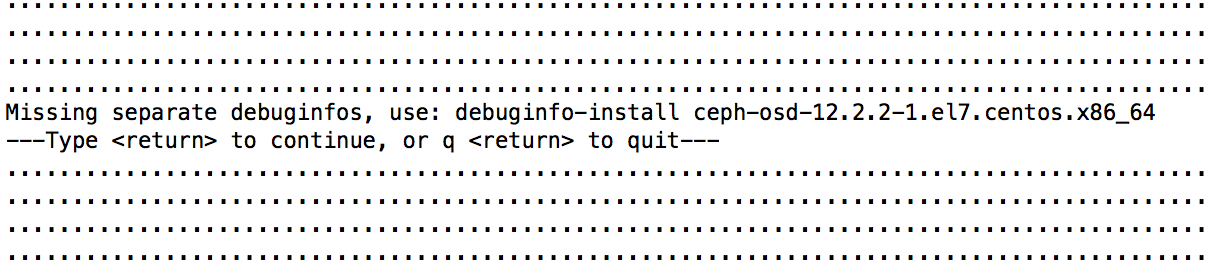 Missing separate debuginfos, use: debuginfo-install ceph-osd-12.2.2-1.el7.centos.x86_64
---Type <return> to continue, or q <return> to quit---